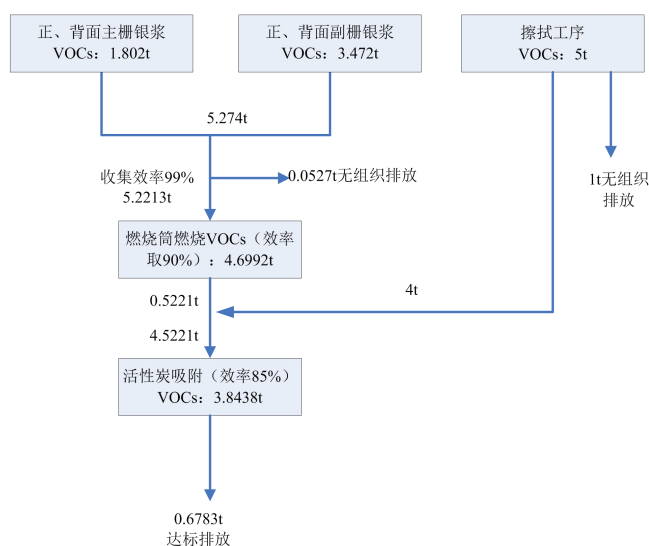 正、背面主栅银浆
VOCs：1.802t
正、背面副栅银浆
VOCs：3.472t
擦拭工序
VOCs：5t
5.274t
收集效率99%
5.2213t
0.0527t无组织排放
1t无组织
排放
燃烧筒燃烧VOCs（效率
取90%）：4.6992t
0.5221t
4t
4.5221t
活性炭吸附（效率85%）
VOCs：3.8438t
0.6783t
达标排放